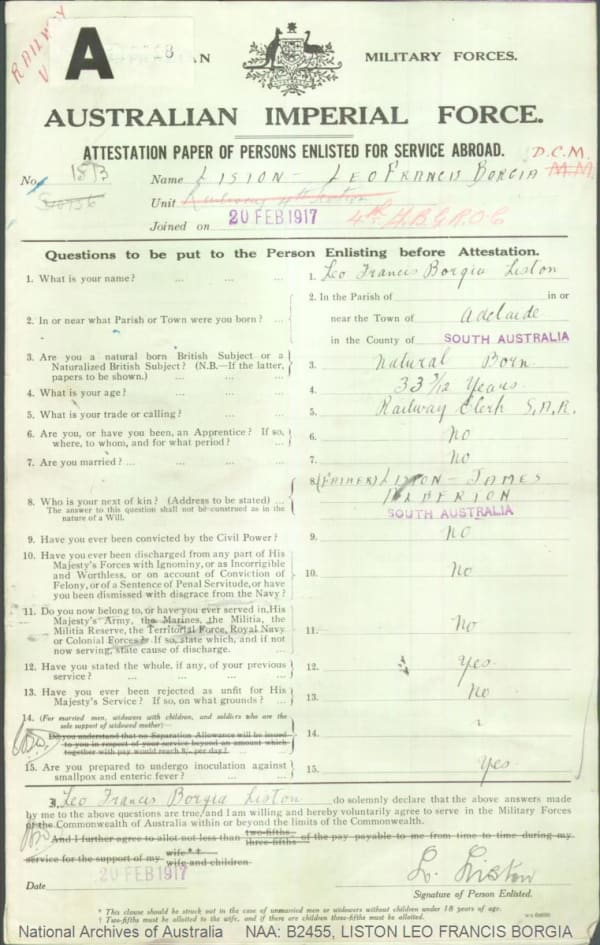 RAILWAY
V
A
8
AN MILITARY FORCES.
AUSTRALIAN IMPERIAL FORCE.
ATTESTATION PAPER OF PERSONS ENLISTED FOR SERVICE ABROAD. D.C.M.
M.M.
No. 1573 Name LISTON - LEO FRANCIS BORGIA
Unit Railway 4th Section
Joined on 20 FEB 1917 4th A.B.G.R.O.C
Questions to be put to the Person Enlisting before Attestation.
1. What is your name? ... ... ... 1. Leo Francis Borgia Liston
2. In or near what Parish or Town were you born? ... 2. In the Parish of in or
near the Town of Adelaide
in the County of SOUTH AUSTRALIA
3. Are you a natural born British Subject or a
Naturalized British Subject? (N.B.—If the latter,
papers to be shown.) ... ... ... 3. Natural Born.
4. What is your age? ... ... ... 4. 33 7/12 Years
5. What is your trade or calling? ... ... 5. Railway Clerk S.A.R.
6. Are you, or have you been, an Apprentice? If so,
where, to whom, and for what period? ... ... 6. No
7. Are you married? ... ... ... ... 7. No
8. Who is your next of kin? (Address to be stated) ...
The answer to this question shall not be construed as in the
nature of a Will.
8. (FATHER) LISTON - JAMES
SOUTH AUSTRALIA
9. Have you ever been convicted by the Civil Power? 9. No
10. Have you ever been discharged from any part of His
Majesty's Forces with Ignominy, or as Incorrigible
and Worthless, or on account of Conviction of
Felony, or of a Sentence of Penal Servitude, or have
you been dismissed with disgrace from the Navy? 10. No
11. Do you now belong to, or have you ever served in, His
Majesty's Army, the Marines, the Militia, the
Militia Reserve, the Territorial Force, Royal Navy
or Colonial Forces? If so, state which, and if not
now serving, state cause of discharge. ... 11. No
12. Have you stated the whole, if any, of your previous
service? ... ... ... ... 12. Yes
13. Have you ever been rejected as unfit for His
Majesty's Service? If so, on what grounds? ... 13. No
14. (For married men, widowers with children, and soldiers who are the
sole support of widowed mother)—
Do you understand that no Separation Allowance will be issued
to you in respect of your service beyond an amount which
together with pay would reach 8/- per day? ... 14.
15. Are you prepared to undergo inoculation against
smallpox and enteric fever? ... ... 15. Yes
I, Leo Francis Borgia Liston do solemnly declare that the above answers made
by me to the above questions are true, and I am willing and hereby voluntarily agree to serve in the Military Forces
of the Commonwealth of Australia within or beyond the limits of the Commonwealth.
And I further agree to allot not less than two-fifths / three-fifths of the pay payable to me from time to time during my
service for the support of my wife * † / wife and children
Date 20 FEB 1917
L. Liston
Signature of Person Enlisted.
* This clause should be struck out in the case of unmarried men or widowers without children under 18 years of age.
† Two-fifths must be allotted to the wife, and if there are children three-fifths must be allotted.
National Archives of Australia NAA: B2455, LISTON LEO FRANCIS BORGIA